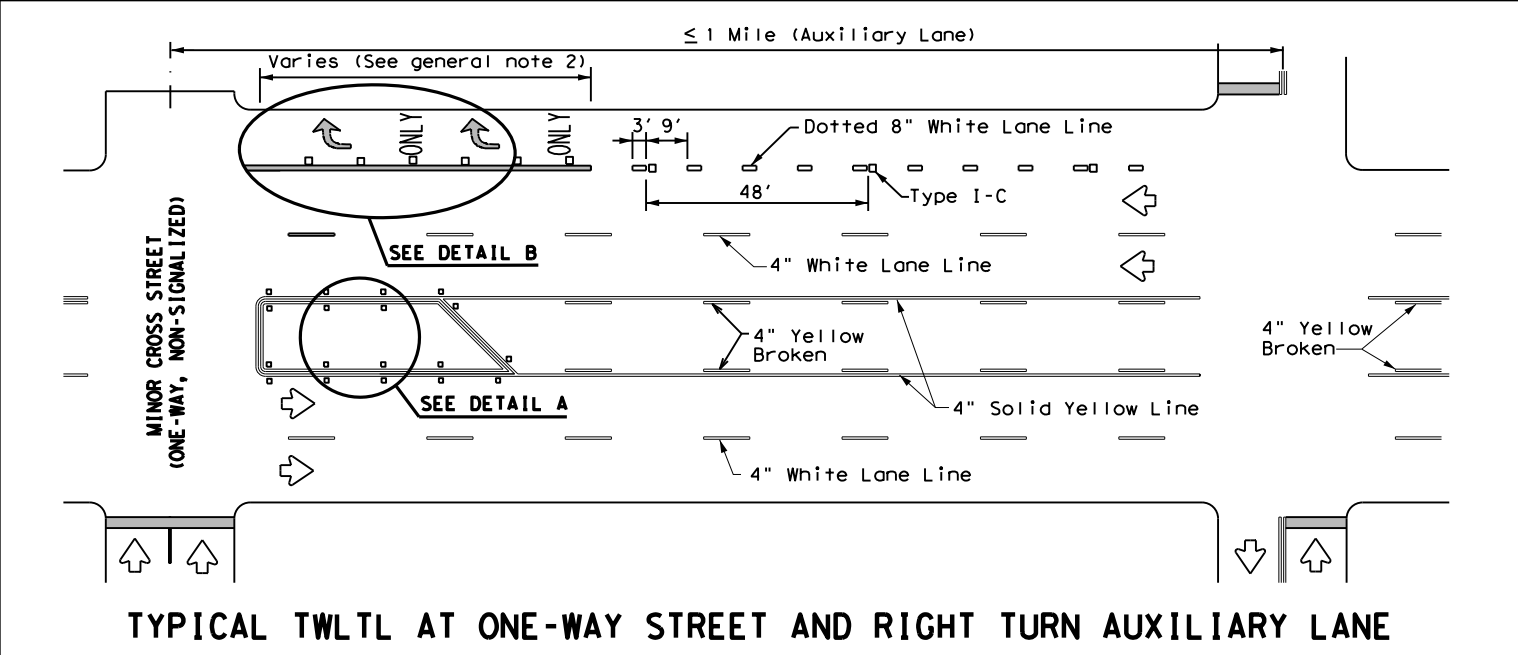 ≤ 1 Mile (Auxiliary Lane)
Varies (See general note 2)
ONLY
ONLY
3' 9'
Dotted 8" White Lane Line
48'
Type I-C
SEE DETAIL B
4" White Lane Line
MINOR CROSS STREET
(ONE-WAY, NON-SIGNALIZED)
4" Yellow
Broken
4" Yellow
Broken
SEE DETAIL A
4" Solid Yellow Line
4" White Lane Line
TYPICAL TWLTL AT ONE-WAY STREET AND RIGHT TURN AUXILIARY LANE